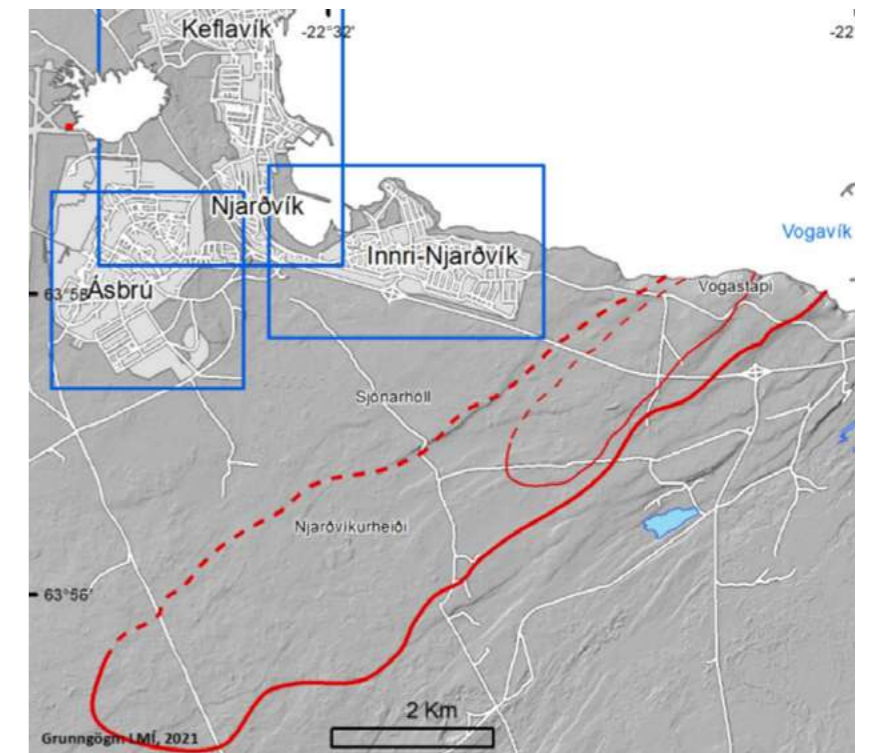 Keflavík
-22°32'
-22°
Njarðvík
Vogavík
Innri-Njarðvík
63°58'
Ásbrú
Vogastapi
Sjónarhóll
Njarðvíkurheiði
63°56'
2 Km
Grunngögn LMÍ, 2021